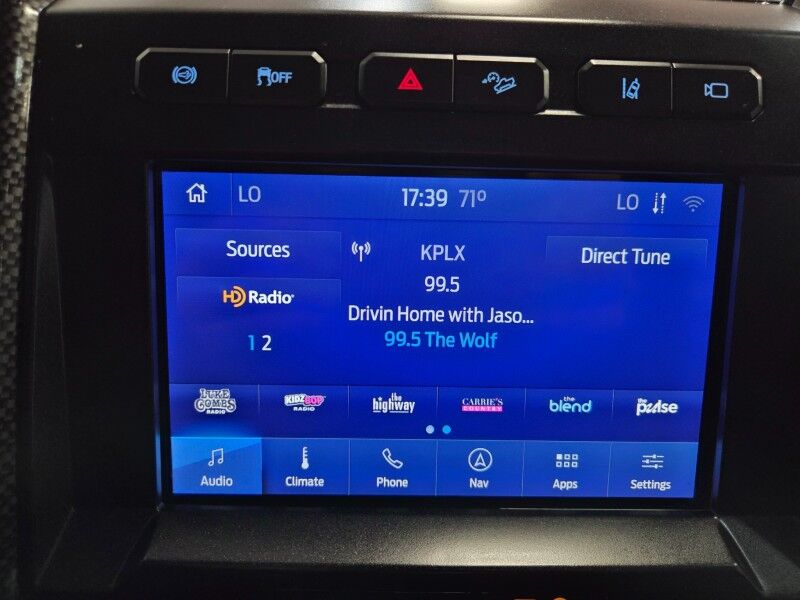 OFF
LO 17:39 71° LO
Sources KPLX Direct Tune
99.5
HD Radio Drivin Home with Jaso...
1 2 99.5 The Wolf
LUKE COMBS RADIO
KIDZ BOP RADIO
the highway
CARRIE'S COUNTRY
the blend
the pulse
Audio Climate Phone Nav Apps Settings